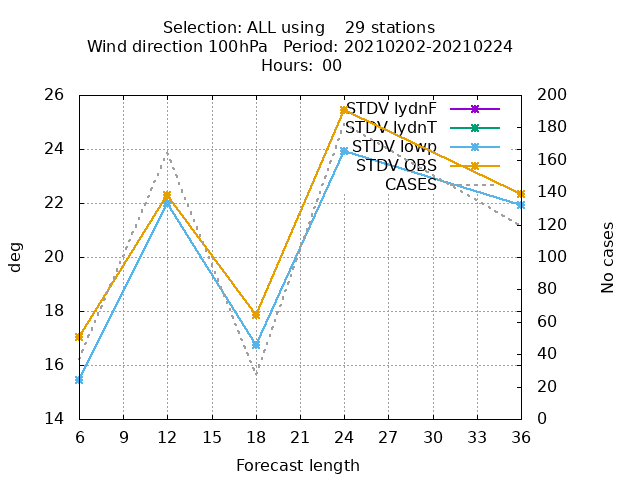 Selection: ALL using 29 stations
Wind direction 100hPa Period: 20210202-20210224
Hours: 00
26
24
22
20
18
16
14
200
180
160
140
120
100
80
60
40
20
0
STDV lydnF
STDV lydnT
STDV lowp
STDV OBS
CASES
deg
No cases
6 9 12 15 18 21 24 27 30 33 36
Forecast length